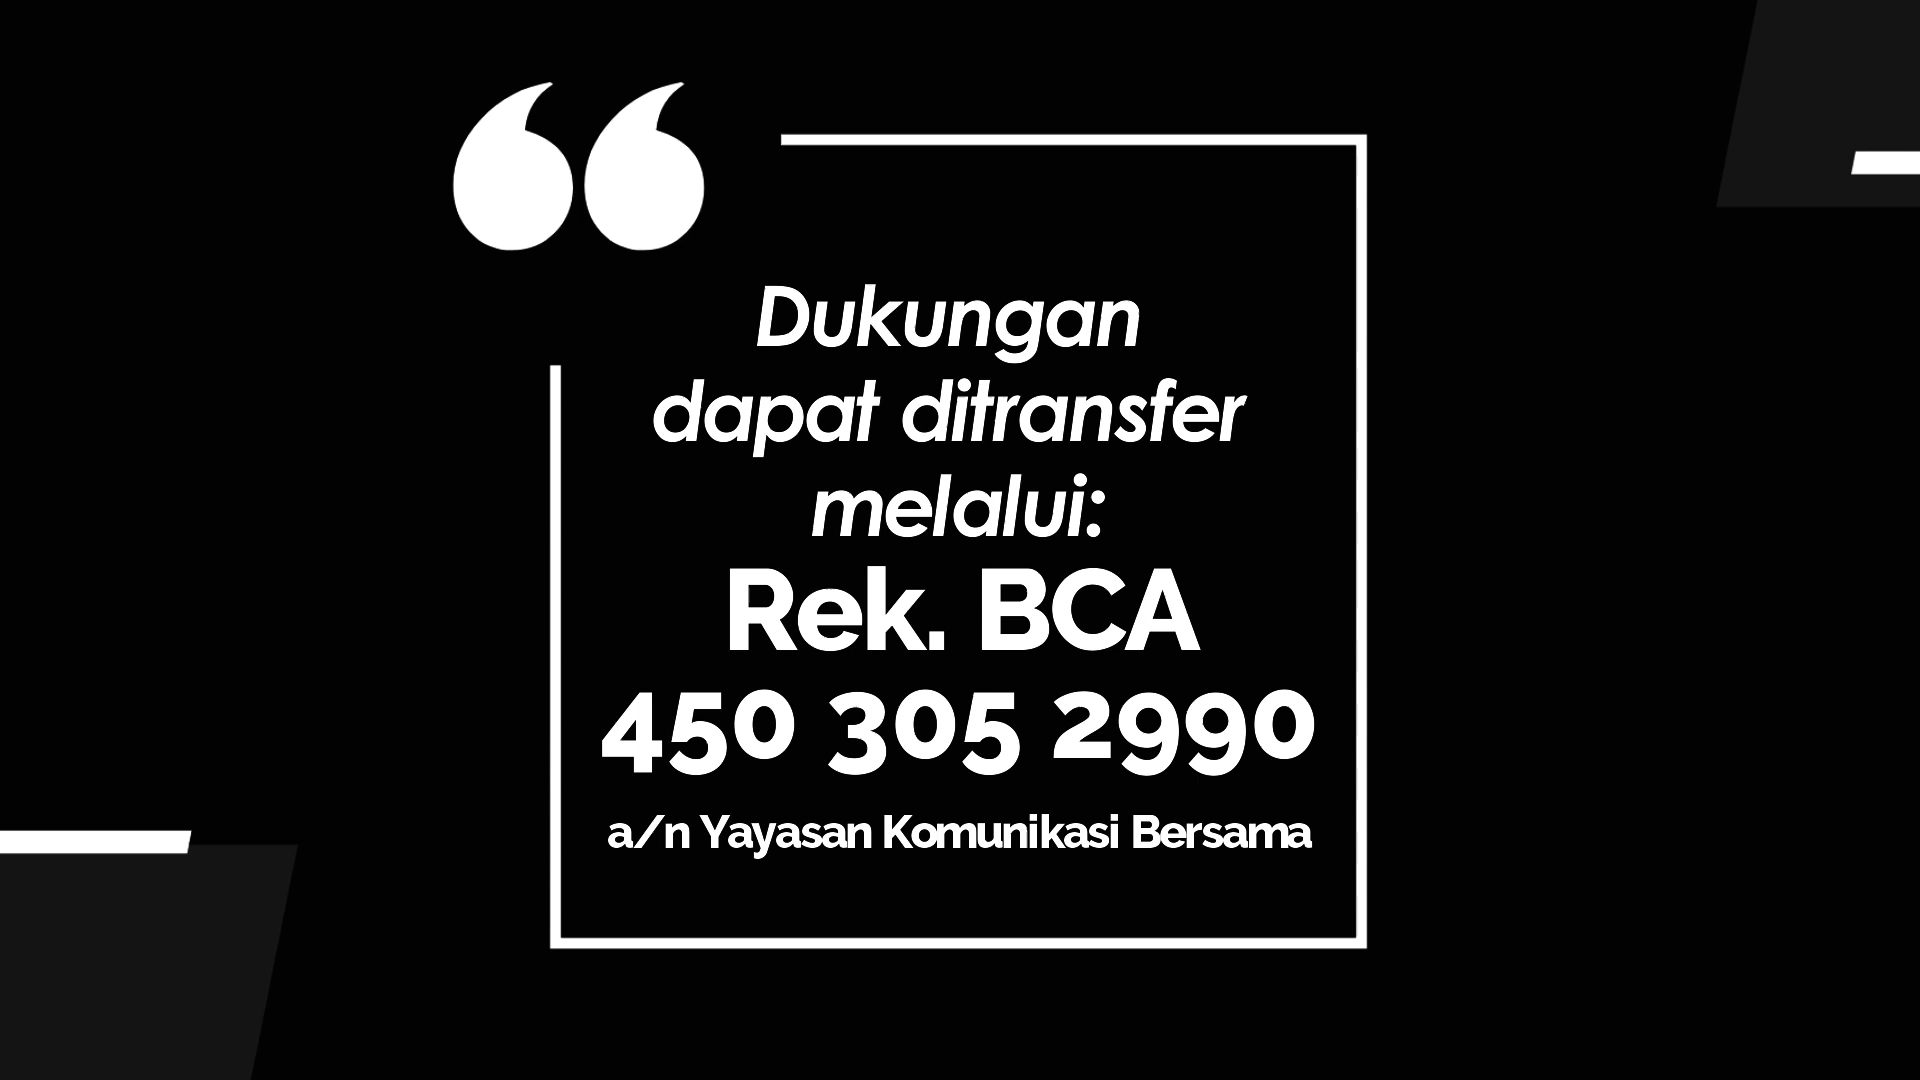 Dukungan
dapat ditransfer
melalui:
Rek. BCA
450 305 2990
a/n Yayasan Komunikasi Bersama